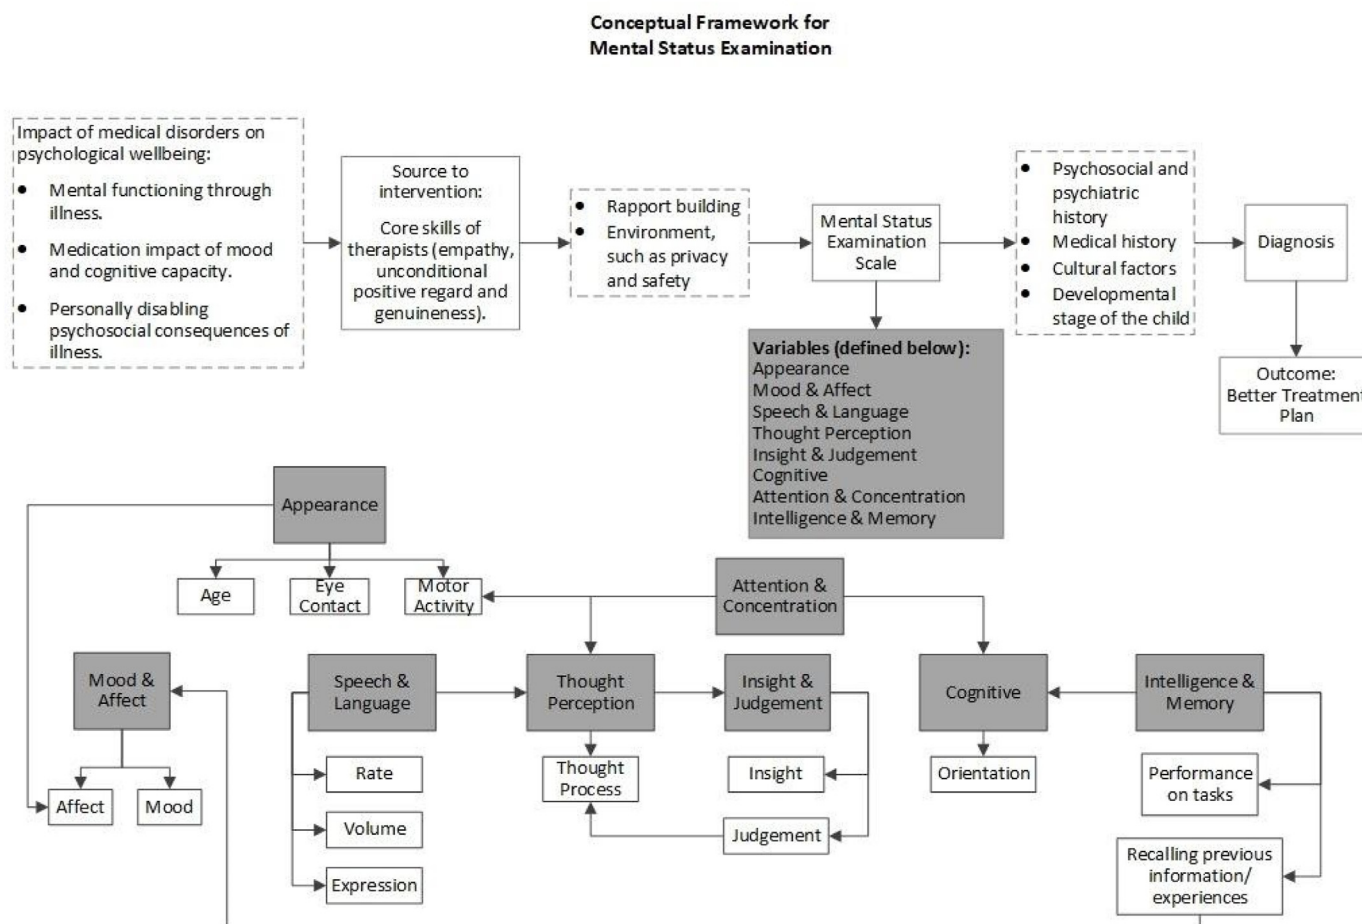 Conceptual Framework for
Mental Status Examination
Impact of medical disorders on
psychological wellbeing:
• Mental functioning through
illness.
• Medication impact of mood
and cognitive capacity.
• Personally disabling
psychosocial consequences of
illness.
Source to
intervention:
Core skills of
therapists (empathy,
unconditional
positive regard and
genuineness).
• Rapport building
• Environment,
such as privacy
and safety
Mental Status
Examination
Scale
• Psychosocial and
psychiatric
history
• Medical history
• Cultural factors
• Developmental
stage of the child
Diagnosis
Outcome:
Better Treatment
Plan
Variables (defined below):
Appearance
Mood & Affect
Speech & Language
Thought Perception
Insight & Judgement
Cognitive
Attention & Concentration
Intelligence & Memory
Appearance
Age
Eye
Contact
Motor
Activity
Attention &
Concentration
Mood &
Affect
Speech &
Language
Thought
Perception
Insight &
Judgement
Cognitive
Intelligence &
Memory
Affect
Mood
Rate
Volume
Expression
Thought
Process
Insight
Judgement
Orientation
Performance
on tasks
Recalling previous
information/
experiences